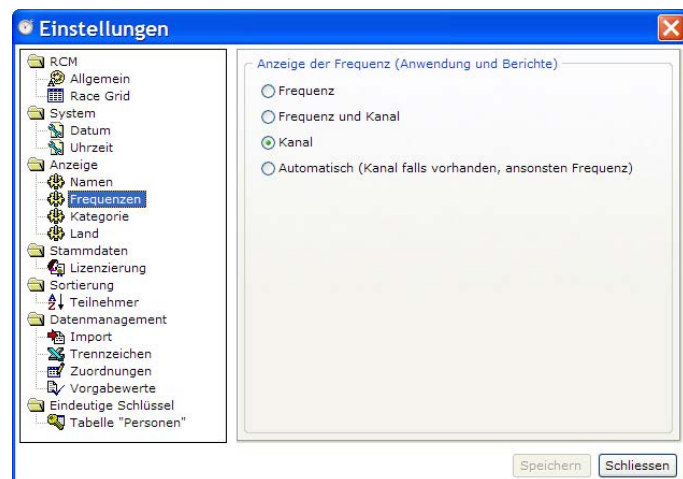 Einstellungen
RCM
Allgemein
Race Grid
System
Datum
Uhrzeit
Anzeige
Namen
Frequenzen
Kategorie
Land
Stammdaten
Lizenzierung
Sortierung
Teilnehmer
Datenmanagement
Import
Trennzeichen
Zuordnungen
Vorgabewerte
Eindeutige Schlüssel
Tabelle "Personen"
Anzeige der Frequenz (Anwendung und Berichte)
Frequenz
Frequenz und Kanal
Kanal
Automatisch (Kanal falls vorhanden, ansonsten Frequenz)
Speichern Schliessen